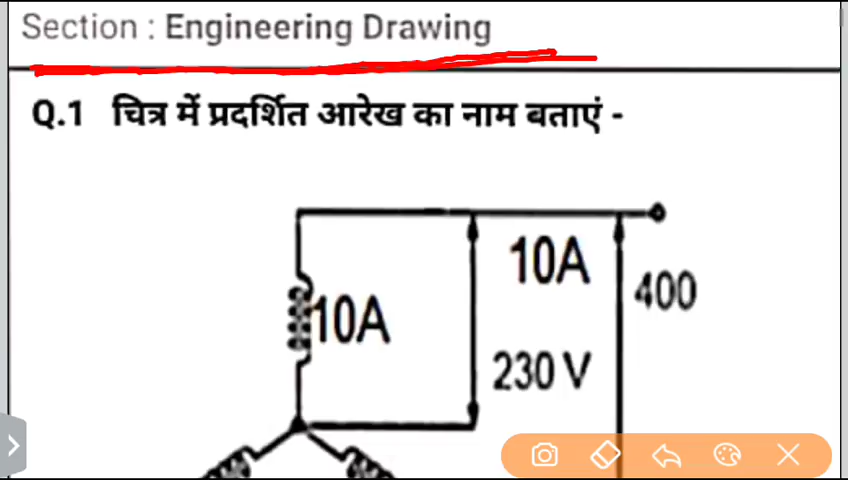 Section : Engineering Drawing
Q.1 चित्र में प्रदर्शित आरेख का नाम बताएं -
10A
400
10A
230 V